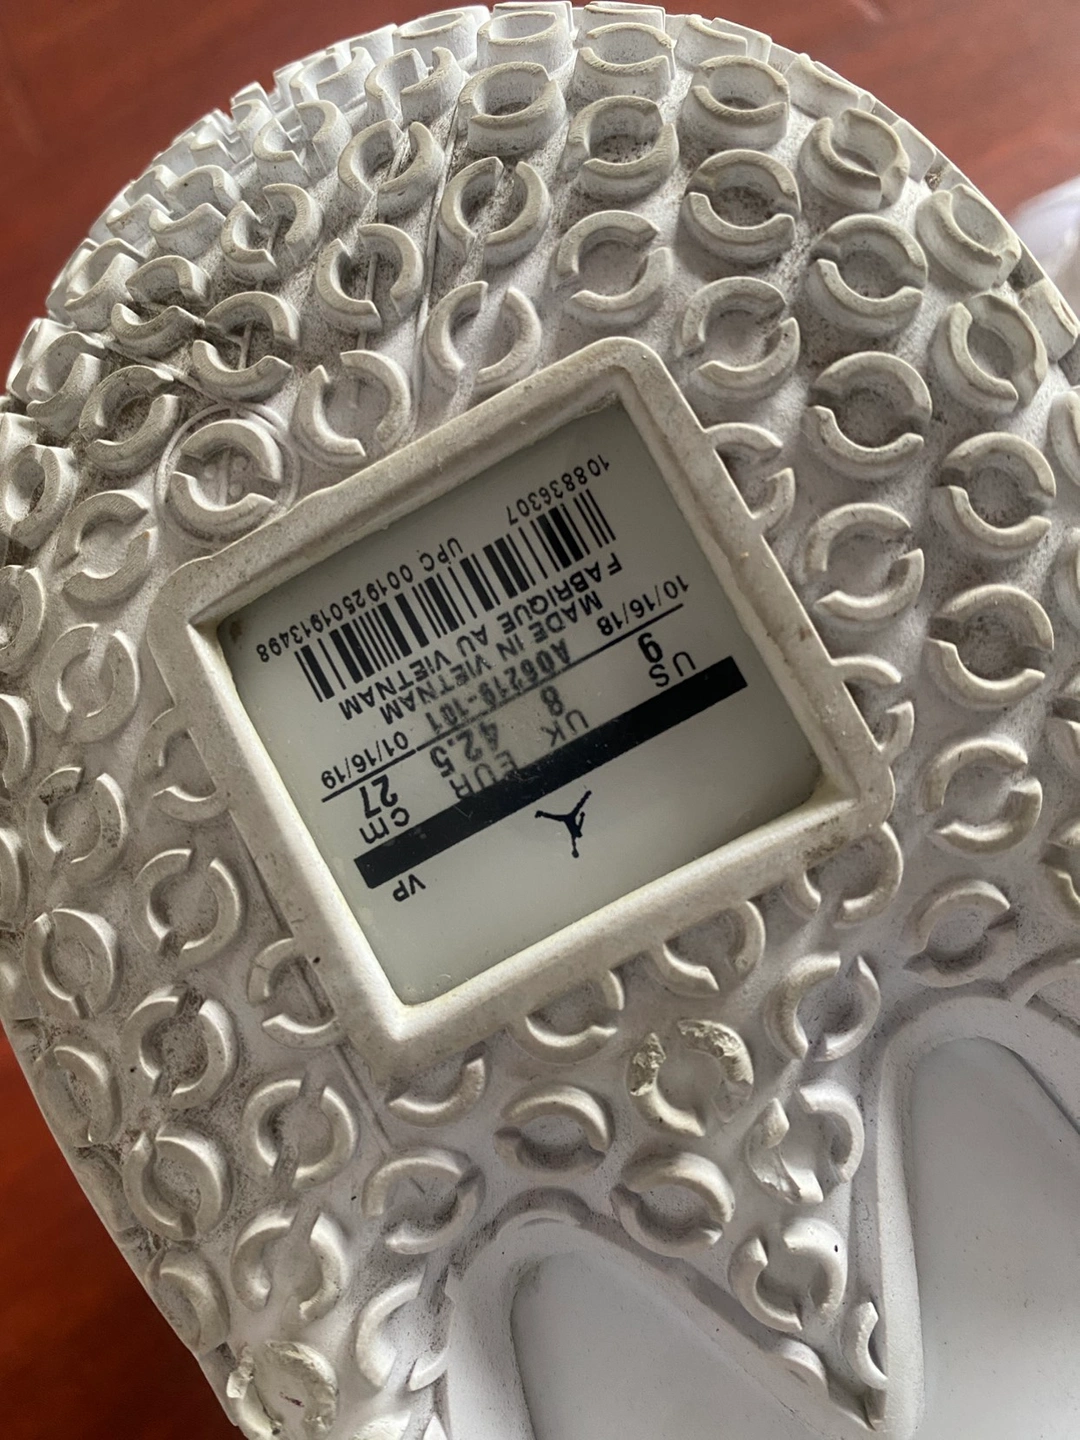 VP
US UK EUR cm
9 8 42.5 27
10/16/18 AO6219-101 01/16/19
MADE IN VIETNAM
FABRIQUE AU VIETNAM
UPC 00192501913498
108836307